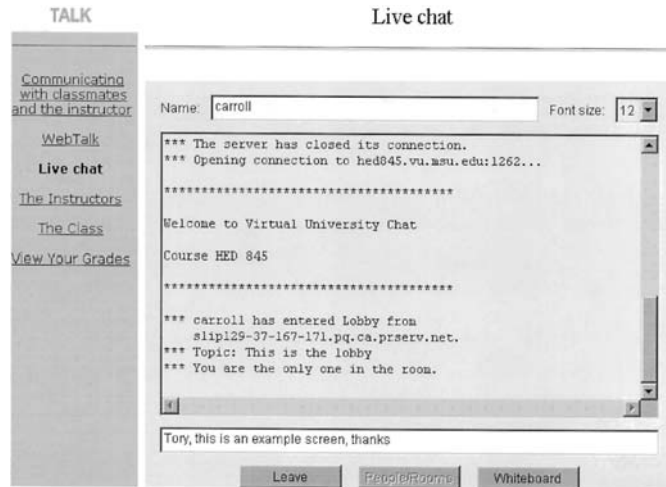 TALK
Communicating
with classmates
and the instructor
WebTalk
Live chat
The Instructors
The Class
View Your Grades
Live chat
Name: carroll Font size: 12
*** The server has closed its connection.
*** Opening connection to hed845.vu.msu.edu:1262...
***************************************
Welcome to Virtual University Chat
Course HED 845
***************************************
*** carroll has entered Lobby from
slip129-37-167-171.pq.ca.prserv.net.
*** Topic: This is the lobby
*** You are the only one in the room.
Tory, this is an example screen, thanks
Leave People/Rooms Whiteboard